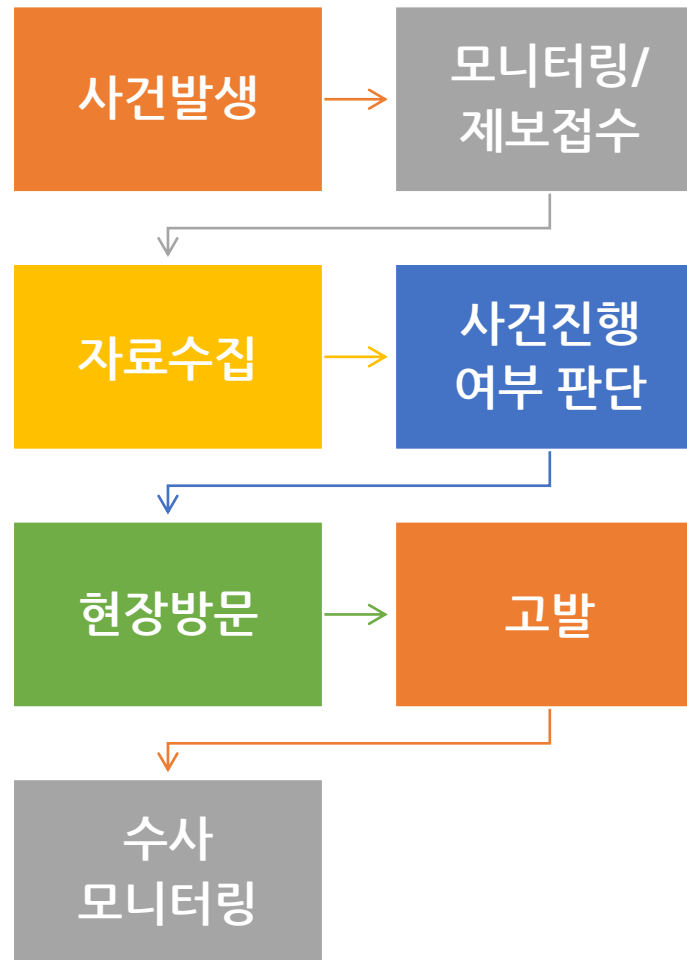 사건발생
모니터링/
제보접수
자료수집
사건진행
여부 판단
현장방문
고발
수사
모니터링